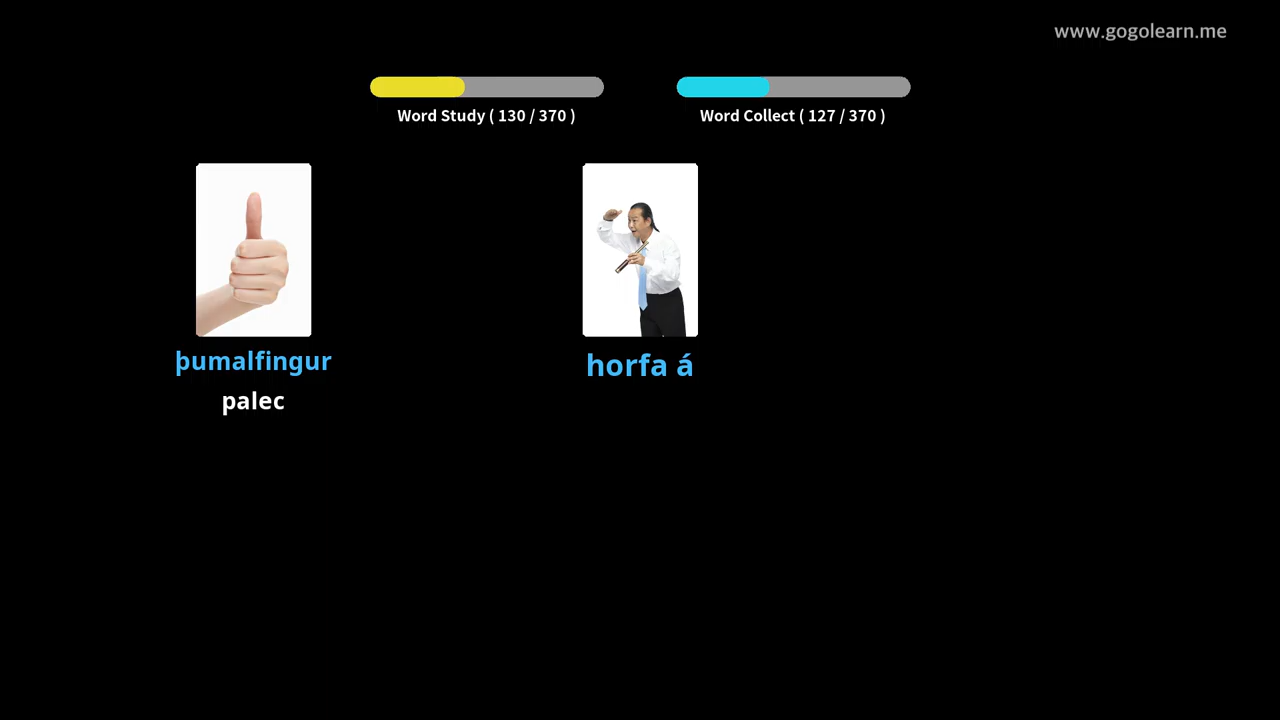 www.gogolearn.me
Word Study ( 130 / 370 )
Word Collect ( 127 / 370 )
þumalfingur
palec
horfa á